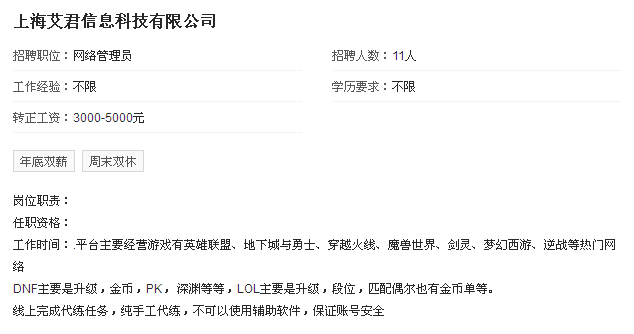 上海艾君信息科技有限公司
招聘职位：网络管理员 招聘人数：11人
工作经验：不限 学历要求：不限
转正工资：3000-5000元
年底双薪 周末双休
岗位职责：
任职资格：
工作时间：.平台主要经营游戏有英雄联盟、地下城与勇士、穿越火线、魔兽世界、剑灵、梦幻西游、逆战等热门网
络
DNF主要是升级，金币，PK，深渊等等，LOL主要是升级，段位，匹配偶尔也有金币单等。
线上完成代练任务，纯手工代练，不可以使用辅助软件，保证账号安全